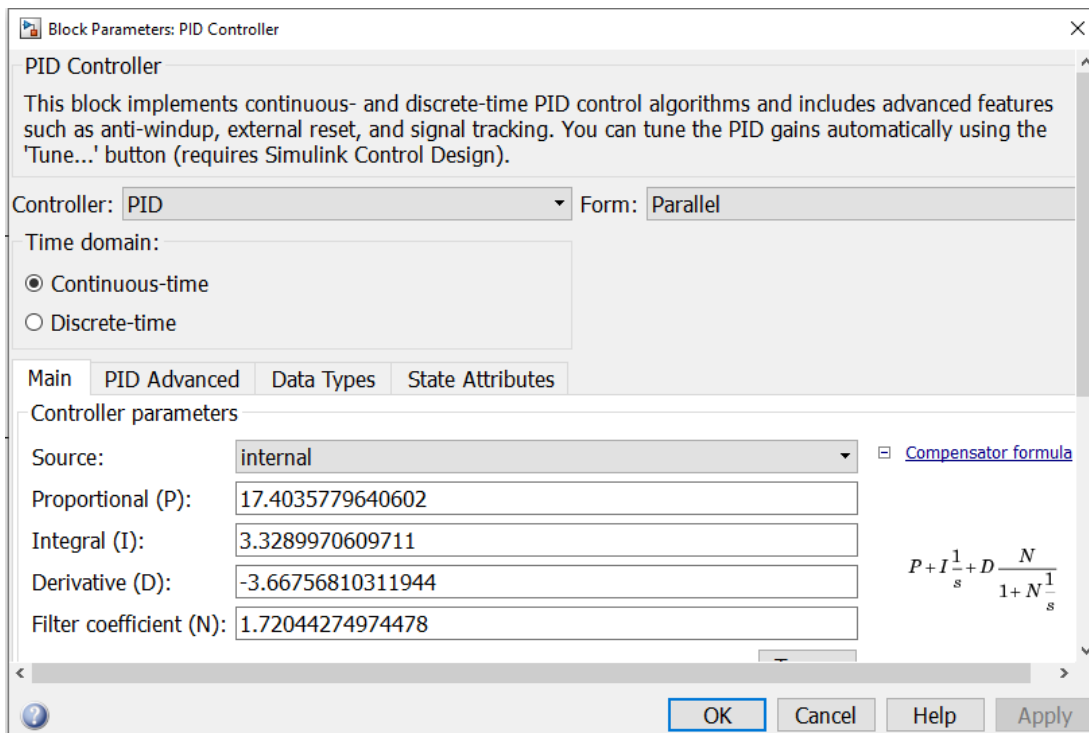 Block Parameters: PID Controller
PID Controller
This block implements continuous- and discrete-time PID control algorithms and includes advanced features
such as anti-windup, external reset, and signal tracking. You can tune the PID gains automatically using the
'Tune...' button (requires Simulink Control Design).
Controller: PID Form: Parallel
Time domain:
Continuous-time
Discrete-time
Main PID Advanced Data Types State Attributes
Controller parameters
Source: internal Compensator formula
Proportional (P): 17.4035779640602
Integral (I): 3.3289970609711
Derivative (D): -3.66756810311944
P + I 1/s + D N/(1 + N 1/s)
Filter coefficient (N): 1.72044274974478
OK Cancel Help Apply